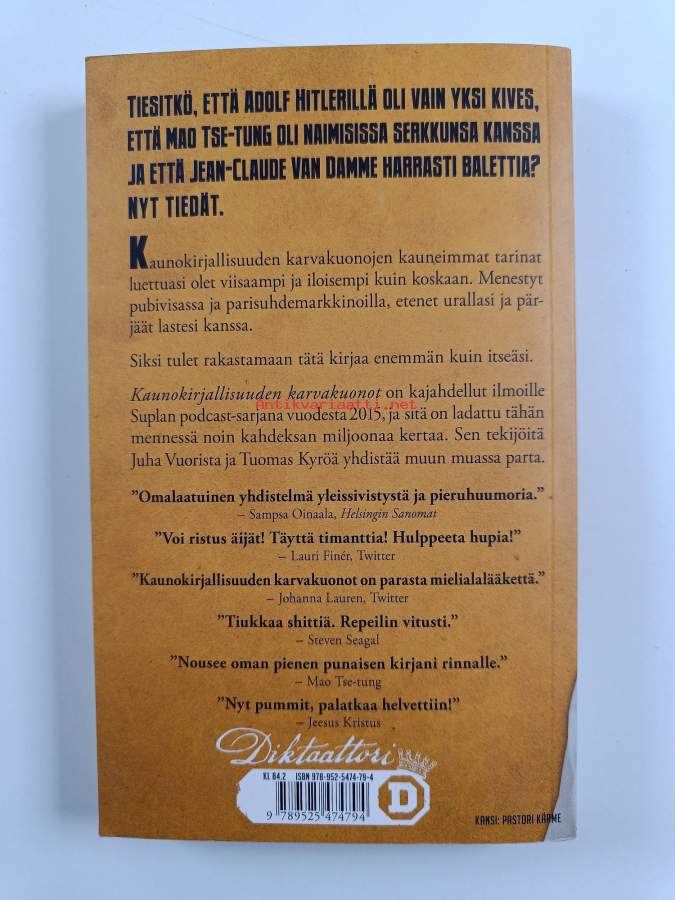 TIESITKÖ, ETTÄ ADOLF HITLERILLÄ OLI VAIN YKSI KIVES,
ETTÄ MAO TSE-TUNG OLI NAIMISISSA SERKKUNSA KANSSA
JA ETTÄ JEAN-CLAUDE VAN DAMME HARRASTI BALETTIA?
NYT TIEDÄT.
Kaunokirjallisuuden karvakuonojen kauneimmat tarinat
luettuasi olet viisaampi ja iloisempi kuin koskaan. Menestyt
pubivisassa ja parisuhdemarkkinoilla, etenet urallasi ja pär-
jäät lastesi kanssa.
Siksi tulet rakastamaan tätä kirjaa enemmän kuin itseäsi.
Kaunokirjallisuuden karvakuonot on kajahdellut ilmoille
Antikvariaatti.net
Suplan podcast-sarjana vuodesta 2015, ja sitä on ladattu tähän
mennessä noin kahdeksan miljoonaa kertaa. Sen tekijöitä
Juha Vuorista ja Tuomas Kyröä yhdistää muun muassa parta.
"Omalaatuinen yhdistelmä yleissivistystä ja pieruhuumoria."
– Sampsa Oinaala, Helsingin Sanomat
"Voi ristus äijät! Täyttä timanttia! Hulppeeta hupia!"
– Lauri Finér, Twitter
"Kaunokirjallisuuden karvakuonot on parasta mielialalääkettä."
– Johanna Lauren, Twitter
"Tiukkaa shittiä. Repeilin vitusti."
– Steven Seagal
"Nousee oman pienen punaisen kirjani rinnalle."
– Mao Tse-tung
"Nyt pummit, palatkaa helvettiin!"
– Jeesus Kristus
Diktaattori
KL 84.2 ISBN 978-952-5474-79-4
D
9 789525 474794
KANSI: PASTORI KÄRME